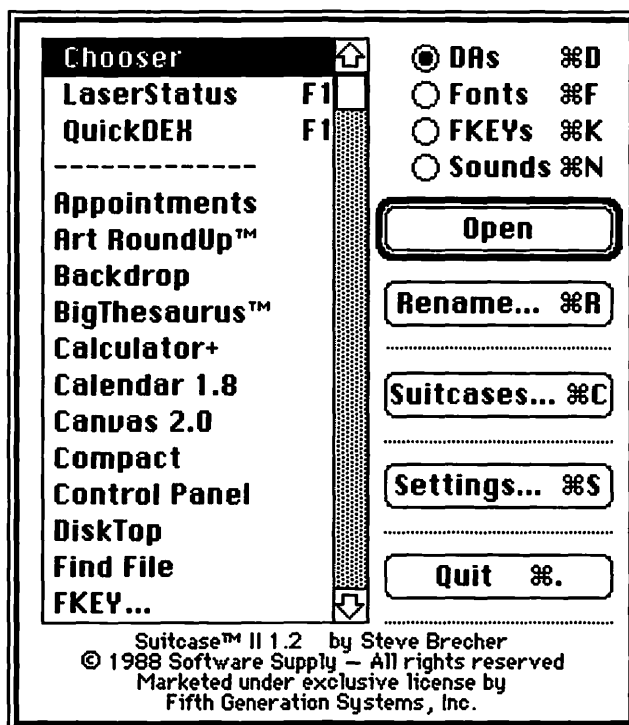 Chooser
LaserStatus F1
QuickDEX F1
-------------
Appointments
Art RoundUp™
Backdrop
BigThesaurus™
Calculator+
Calendar 1.8
Canvas 2.0
Compact
Control Panel
DiskTop
Find File
FKEY...
DAs ⌘D
Fonts ⌘F
FKEYs ⌘K
Sounds ⌘N
Open
Rename... ⌘R
Suitcases... ⌘C
Settings... ⌘S
Quit ⌘.
Suitcase™ II 1.2 by Steve Brecher
© 1988 Software Supply — All rights reserved
Marketed under exclusive license by
Fifth Generation Systems, Inc.